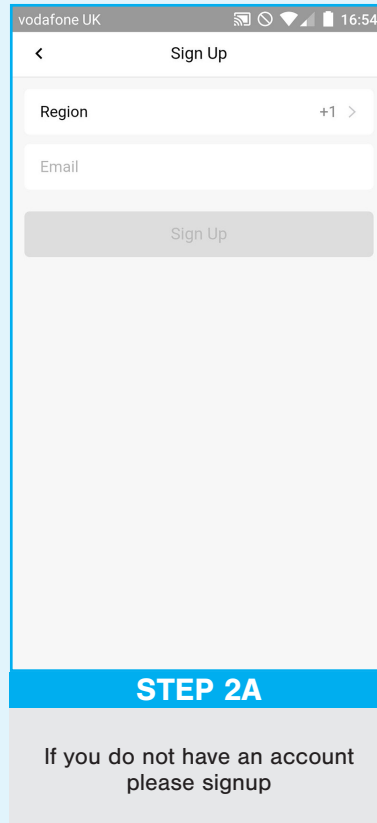 vodafone UK 16:54
Sign Up
Region +1
Email
Sign Up
STEP 2A
If you do not have an account
please signup